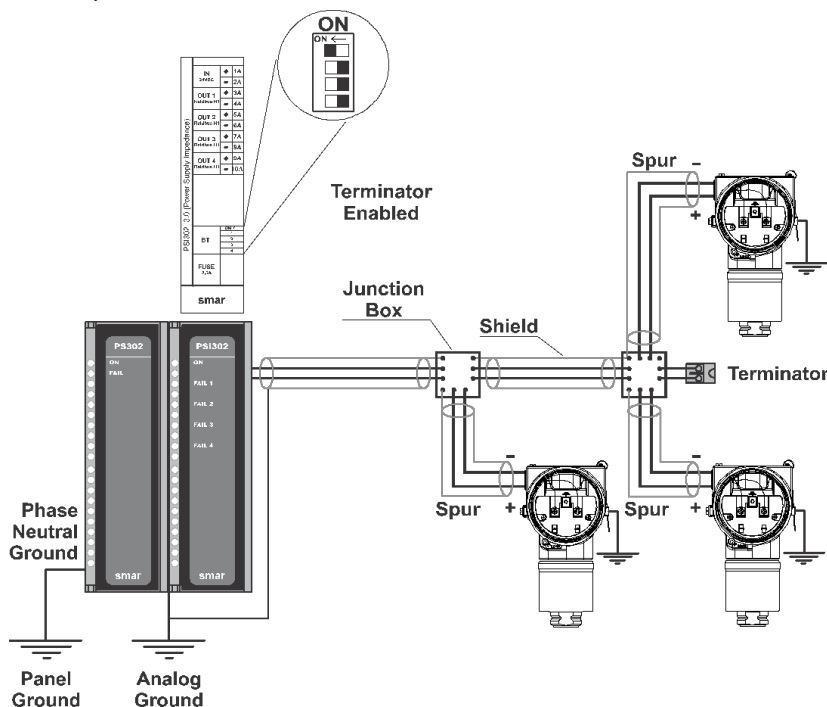 ON
ON
IN
24VDC
+ 1A
− 2A
OUT 1
+ 3A
− 4A
OUT 2
+ 5A
− 6A
OUT 3
+ 7A
− 8A
OUT 4
+ 9A
− 10A
PSI302 3.0 (Power Supply Impedance)
BT
FUSE
smar
Terminator
Enabled
Spur
−
+
Junction
Box
Shield
Terminator
PS302
ON
FAIL
smar
PSI302
ON
FAIL 1
FAIL 2
FAIL 3
FAIL 4
smar
−
Spur
+
−
Spur
+
Phase
Neutral
Ground
Panel
Ground
Analog
Ground